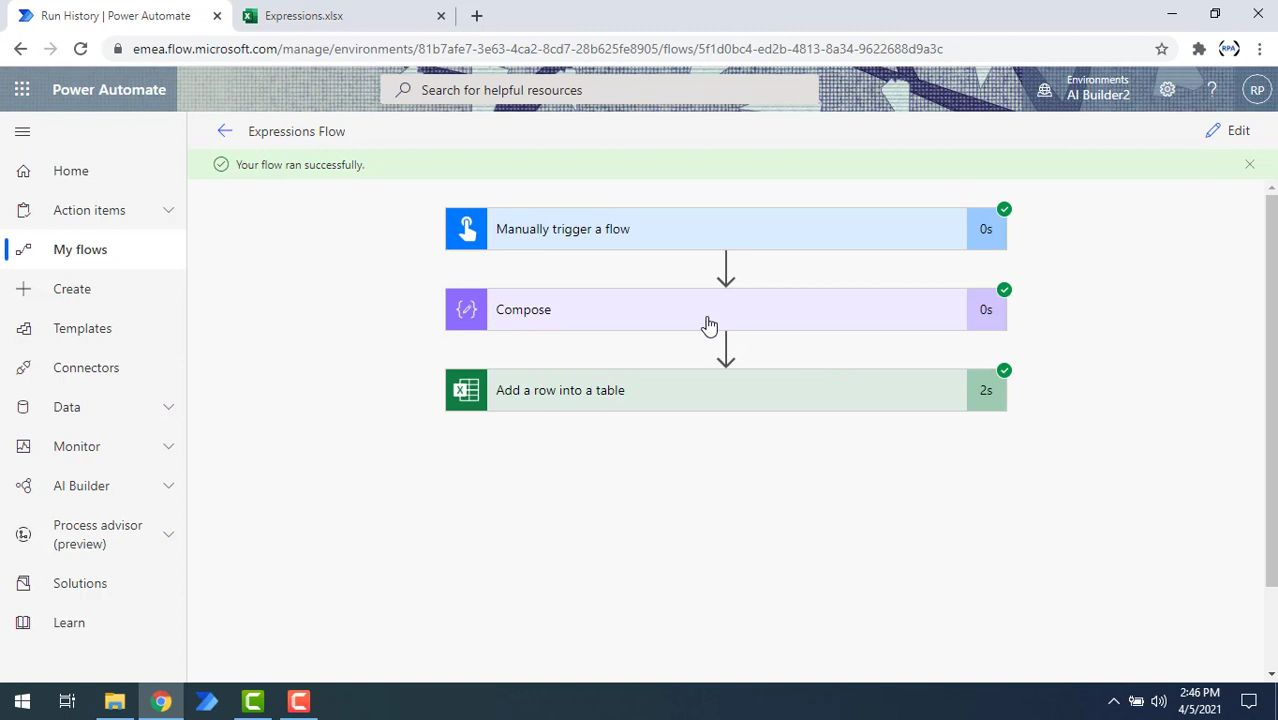 Run History | Power Automate
Expressions.xlsx
emea.flow.microsoft.com/manage/environments/81b7afe7-3e63-4ca2-8cd7-28b625fe8905/flows/5f1d0bc4-ed2b-4813-8a34-9622688d9a3c
RPA
Power Automate
Search for helpful resources
Environments
AI Builder2
RP
Expressions Flow
Edit
Your flow ran successfully.
Home
Action items
My flows
Create
Templates
Connectors
Data
Monitor
AI Builder
Process advisor
(preview)
Solutions
Learn
Manually trigger a flow
0s
Compose
0s
Add a row into a table
2s
2:46 PM
4/5/2021